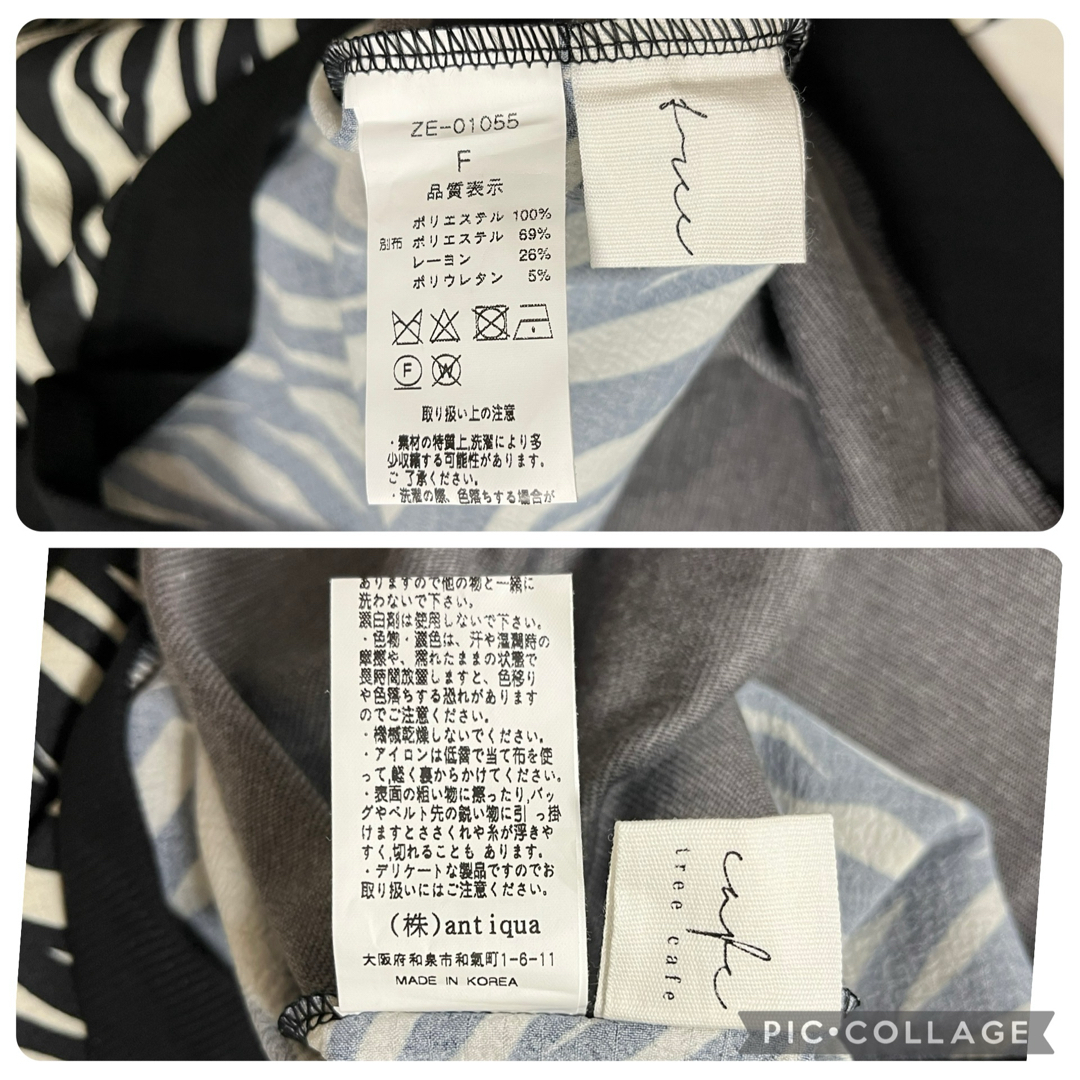 ZE-01055
F
品質表示
ポリエステル 100%
別布 ポリエステル 69%
レーヨン 26%
ポリウレタン 5%
F
W
取り扱い上の注意
・素材の特質上,洗濯により多
少収縮する可能性があります。
ご了承ください。
・洗濯の際、色落ちする場合が
tree
ありますので他の物と一緒に
洗わないで下さい。
漂白剤は使用しないで下さい。
・色物・濃色は、汗や湿潤時の
摩擦や、濡れたままの状態で
長時間放置しますと、色移り
や色落ちする恐れがあります
のでご注意ください。
・機械乾燥しないでください。
・アイロンは低温で当て布を使
って,軽く裏からかけてください。
・表面の粗い物に擦ったり,バッ
グやベルト先の鋭い物に引っ掛
けますとささくれや糸が浮きや
すく,切れることも あります。
・デリケートな製品ですのでお
取り扱いにはご注意ください。
(株)antiqua
大阪府和泉市和氣町1-6-11
MADE IN KOREA
cafe
tree cafe
PIC•COLLAGE